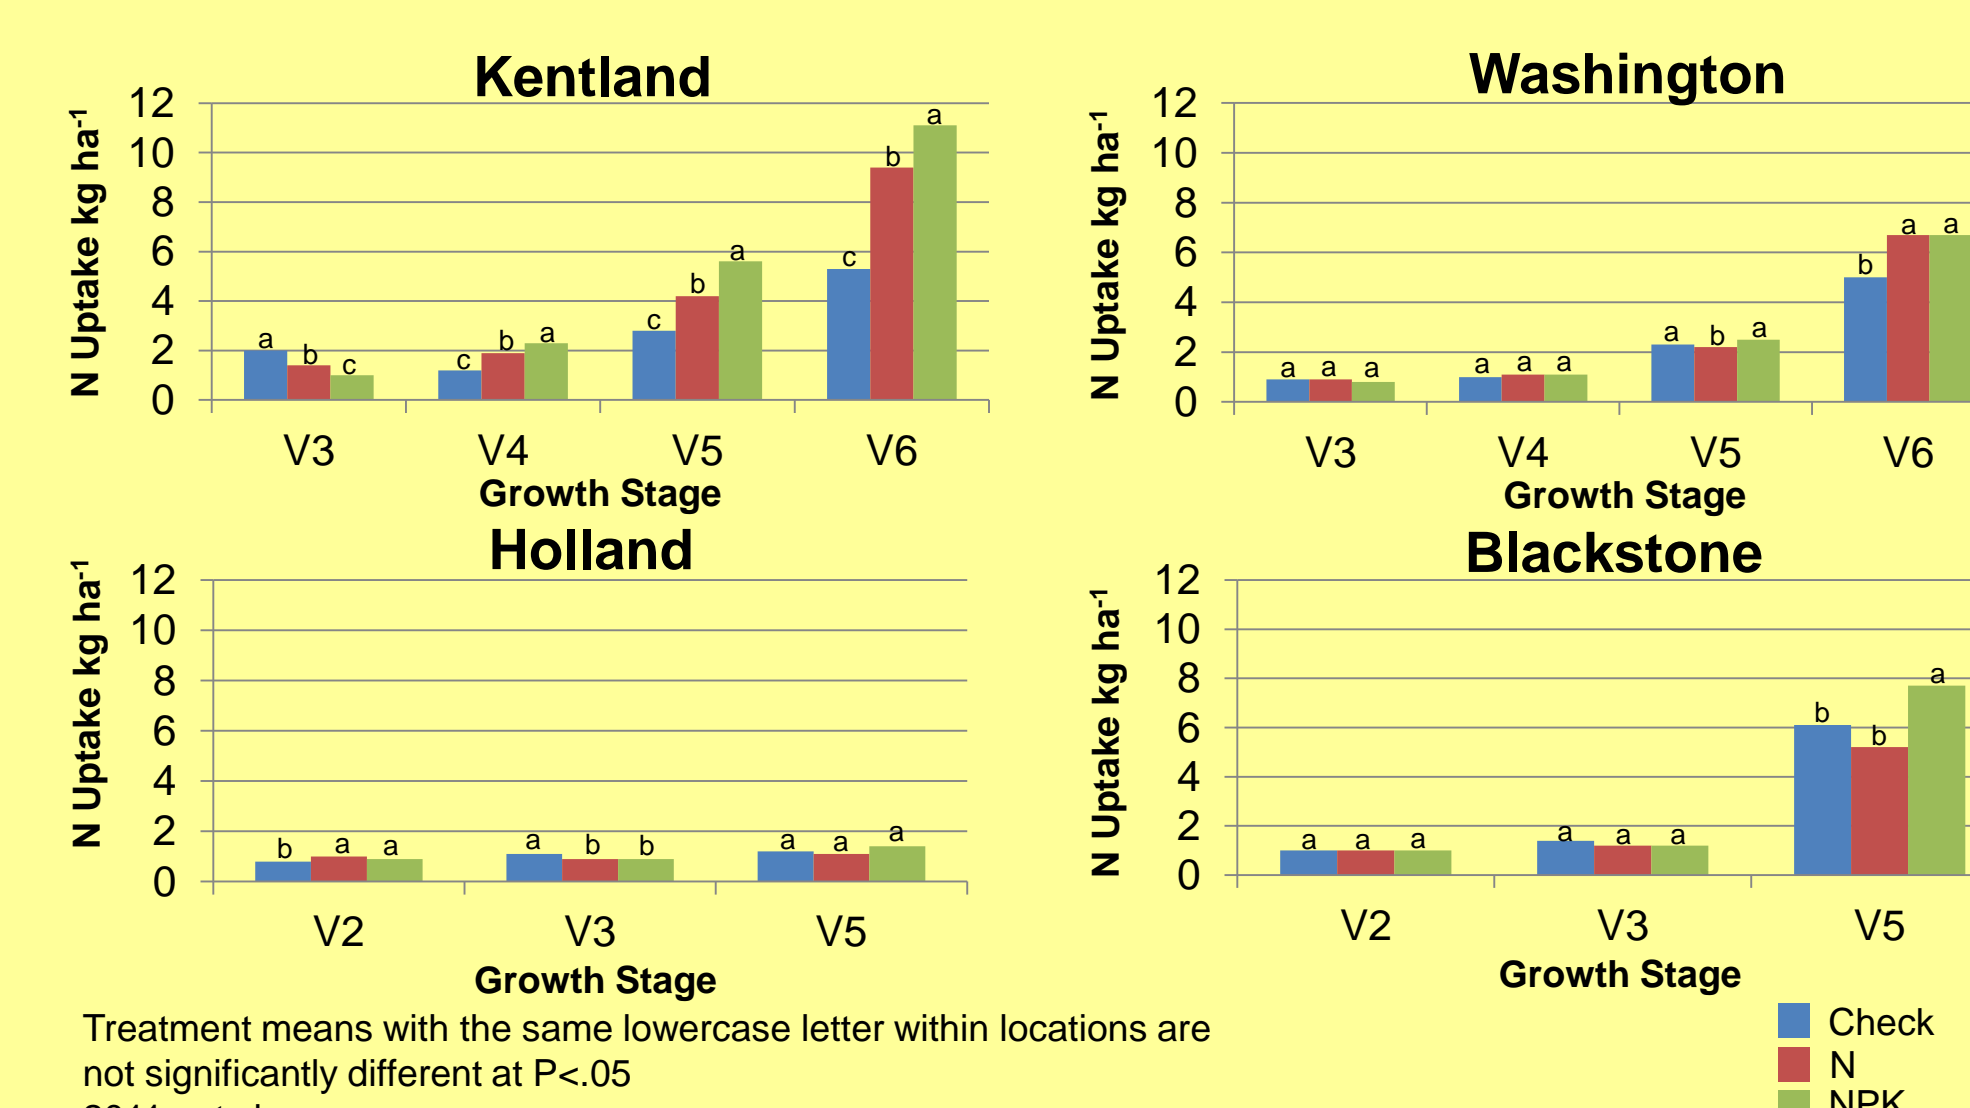 Kentland
N Uptake kg ha-1
12
10
8
6
4
2
0
a b c
c b a
c b a
c b a
V3 V4 V5 V6
Growth Stage
Washington
N Uptake kg ha-1
12
10
8
6
4
2
0
a a a
a a a
a b a
b a a
V3 V4 V5 V6
Growth Stage
Holland
N Uptake kg ha-1
12
10
8
6
4
2
0
b a a
a b b
a a a
V2 V3 V5
Growth Stage
Blackstone
N Uptake kg ha-1
12
10
8
6
4
2
0
a a a
a a a
b b a
V2 V3 V5
Growth Stage
Treatment means with the same lowercase letter within locations are
not significantly different at P<.05
Check
N
NPK